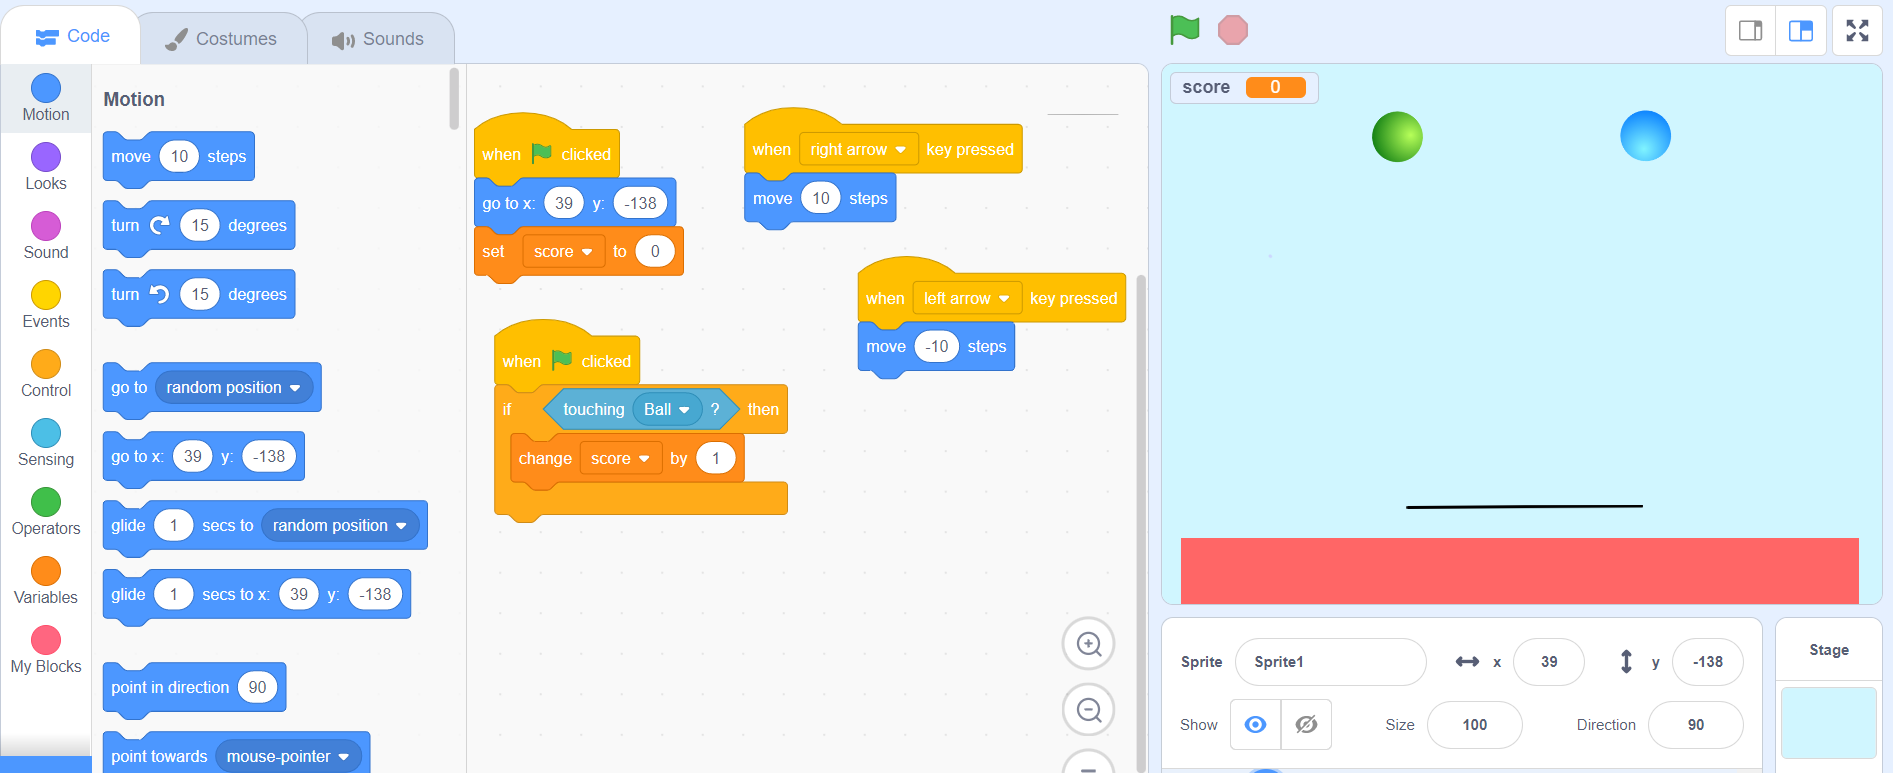 Code
Costumes
Sounds
Motion
Looks
Sound
Events
Control
Sensing
Operators
Variables
My Blocks
Motion
move 10 steps
turn 15 degrees
turn 15 degrees
go to random position
go to x: 39 y: -138
glide 1 secs to random position
glide 1 secs to x: 39 y: -138
point in direction 90
point towards mouse-pointer
when clicked
go to x: 39 y: -138
set score to 0
when clicked
if touching Ball ? then
change score by 1
when right arrow key pressed
move 10 steps
when left arrow key pressed
move -10 steps
score 0
Sprite Sprite1 x 39 y -138
Show Size 100 Direction 90
Stage